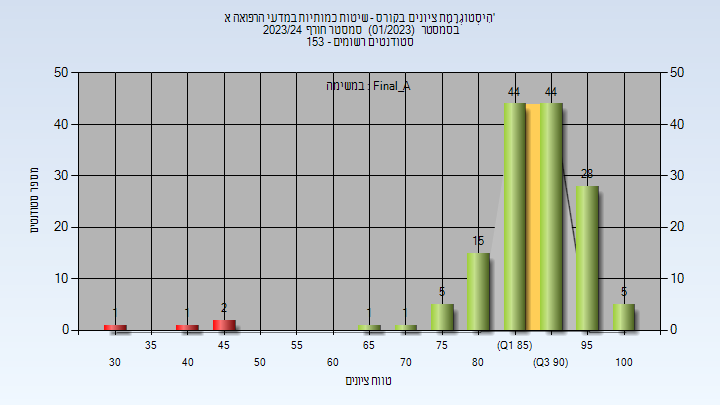 הִיסְטוֹגְרַמַת ציונים בקורס - שיטות כמותיות במדעי הרפואה א'
בסמסטר (01/2023) סמסטר חורף 2023/24
סטודנטים רשומים - 153
במשימה : Final_A
50 50
40 40
30 30
20 20
10 10
0 0
מספר סטודנטים
1 1 2 1 1 5 15 44 44 28 5
35 45 55 65 75 (Q1 85) 95
30 40 50 60 70 80 (Q3 90) 100
טווח ציונים